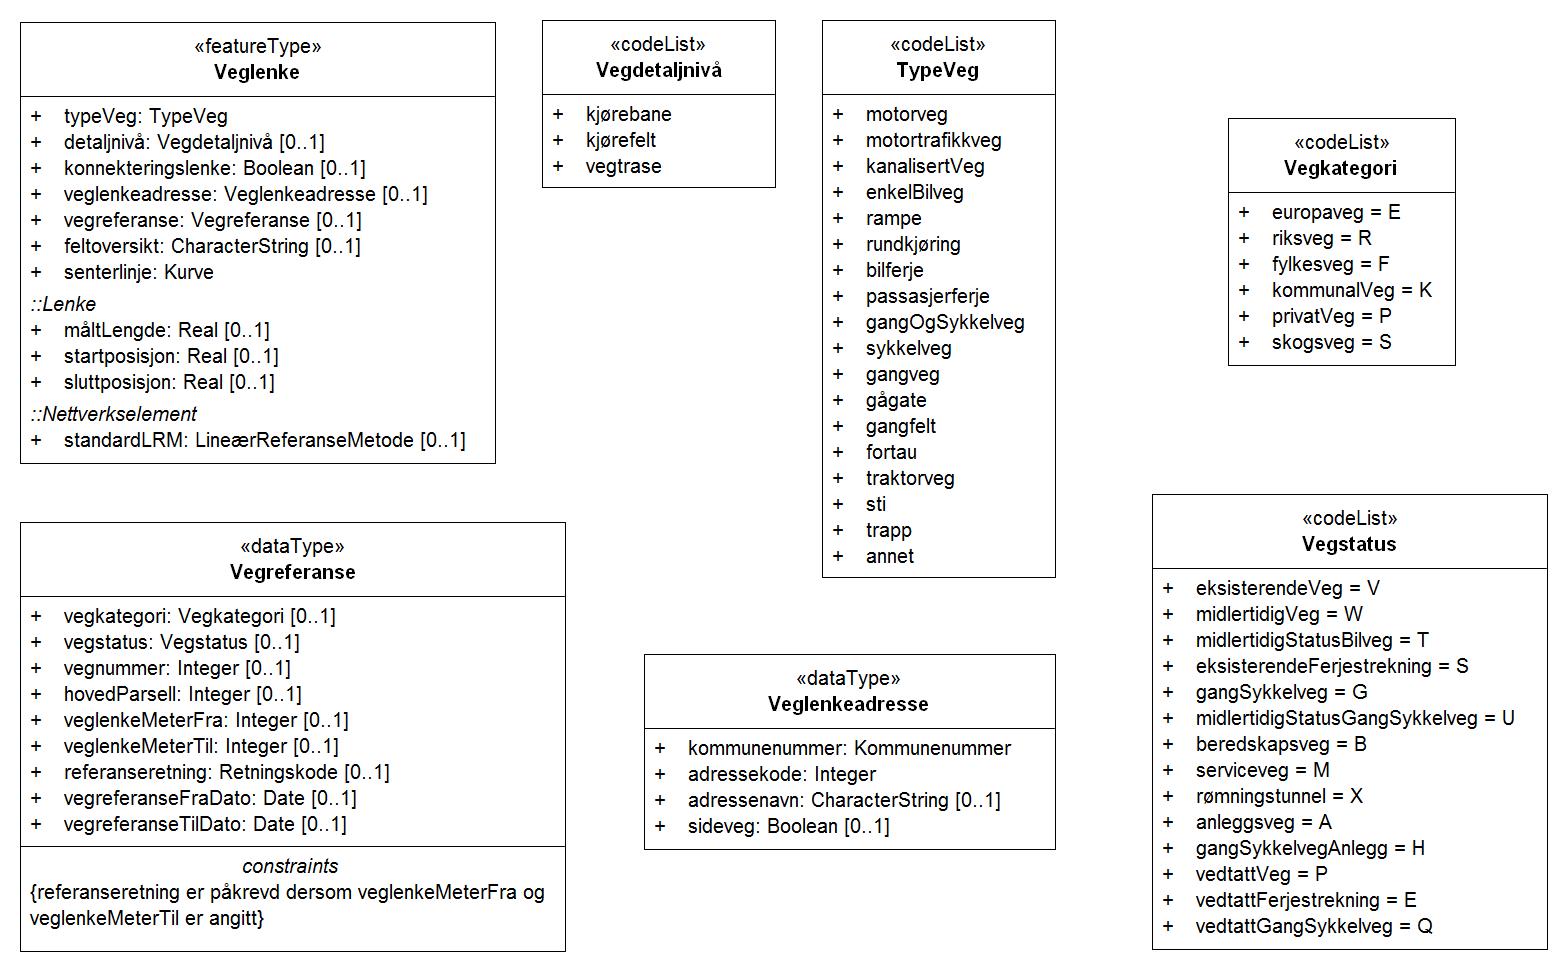 «featureType»
Veglenke
+ typeVeg: TypeVeg
+ detaljnivå: Vegdetaljnivå [0..1]
+ konnekteringslenke: Boolean [0..1]
+ veglenkeadresse: Veglenkeadresse [0..1]
+ vegreferanse: Vegreferanse [0..1]
+ feltoversikt: CharacterString [0..1]
+ senterlinje: Kurve
::Lenke
+ måltLengde: Real [0..1]
+ startposisjon: Real [0..1]
+ sluttposisjon: Real [0..1]
::Nettverkselement
+ standardLRM: LineærReferanseMetode [0..1]
«codeList»
Vegdetaljnivå
+ kjørebane
+ kjørefelt
+ vegtrase
«codeList»
TypeVeg
+ motorveg
+ motortrafikkveg
+ kanalisertVeg
+ enkelBilveg
+ rampe
+ rundkjøring
+ bilferje
+ passasjerferje
+ gangOgSykkelveg
+ sykkelveg
+ gangveg
+ gågate
+ gangfelt
+ fortau
+ traktorveg
+ sti
+ trapp
+ annet
«codeList»
Vegkategori
+ europaveg = E
+ riksveg = R
+ fylkesveg = F
+ kommunalVeg = K
+ privatVeg = P
+ skogsveg = S
«dataType»
Vegreferanse
+ vegkategori: Vegkategori [0..1]
+ vegstatus: Vegstatus [0..1]
+ vegnummer: Integer [0..1]
+ hovedParsell: Integer [0..1]
+ veglenkeMeterFra: Integer [0..1]
+ veglenkeMeterTil: Integer [0..1]
+ referanseretning: Retningskode [0..1]
+ vegreferanseFraDato: Date [0..1]
+ vegreferanseTilDato: Date [0..1]
constraints
{referanseretning er påkrevd dersom veglenkeMeterFra og
veglenkeMeterTil er angitt}
«dataType»
Veglenkeadresse
+ kommunenummer: Kommunenummer
+ adressekode: Integer
+ adressenavn: CharacterString [0..1]
+ sideveg: Boolean [0..1]
«codeList»
Vegstatus
+ eksisterendeVeg = V
+ midlertidigVeg = W
+ midlertidigStatusBilveg = T
+ eksisterendeFerjestrekning = S
+ gangSykkelveg = G
+ midlertidigStatusGangSykkelveg = U
+ beredskapsveg = B
+ serviceveg = M
+ rømningstunnel = X
+ anleggsveg = A
+ gangSykkelvegAnlegg = H
+ vedtattVeg = P
+ vedtattFerjestrekning = E
+ vedtattGangSykkelveg = Q